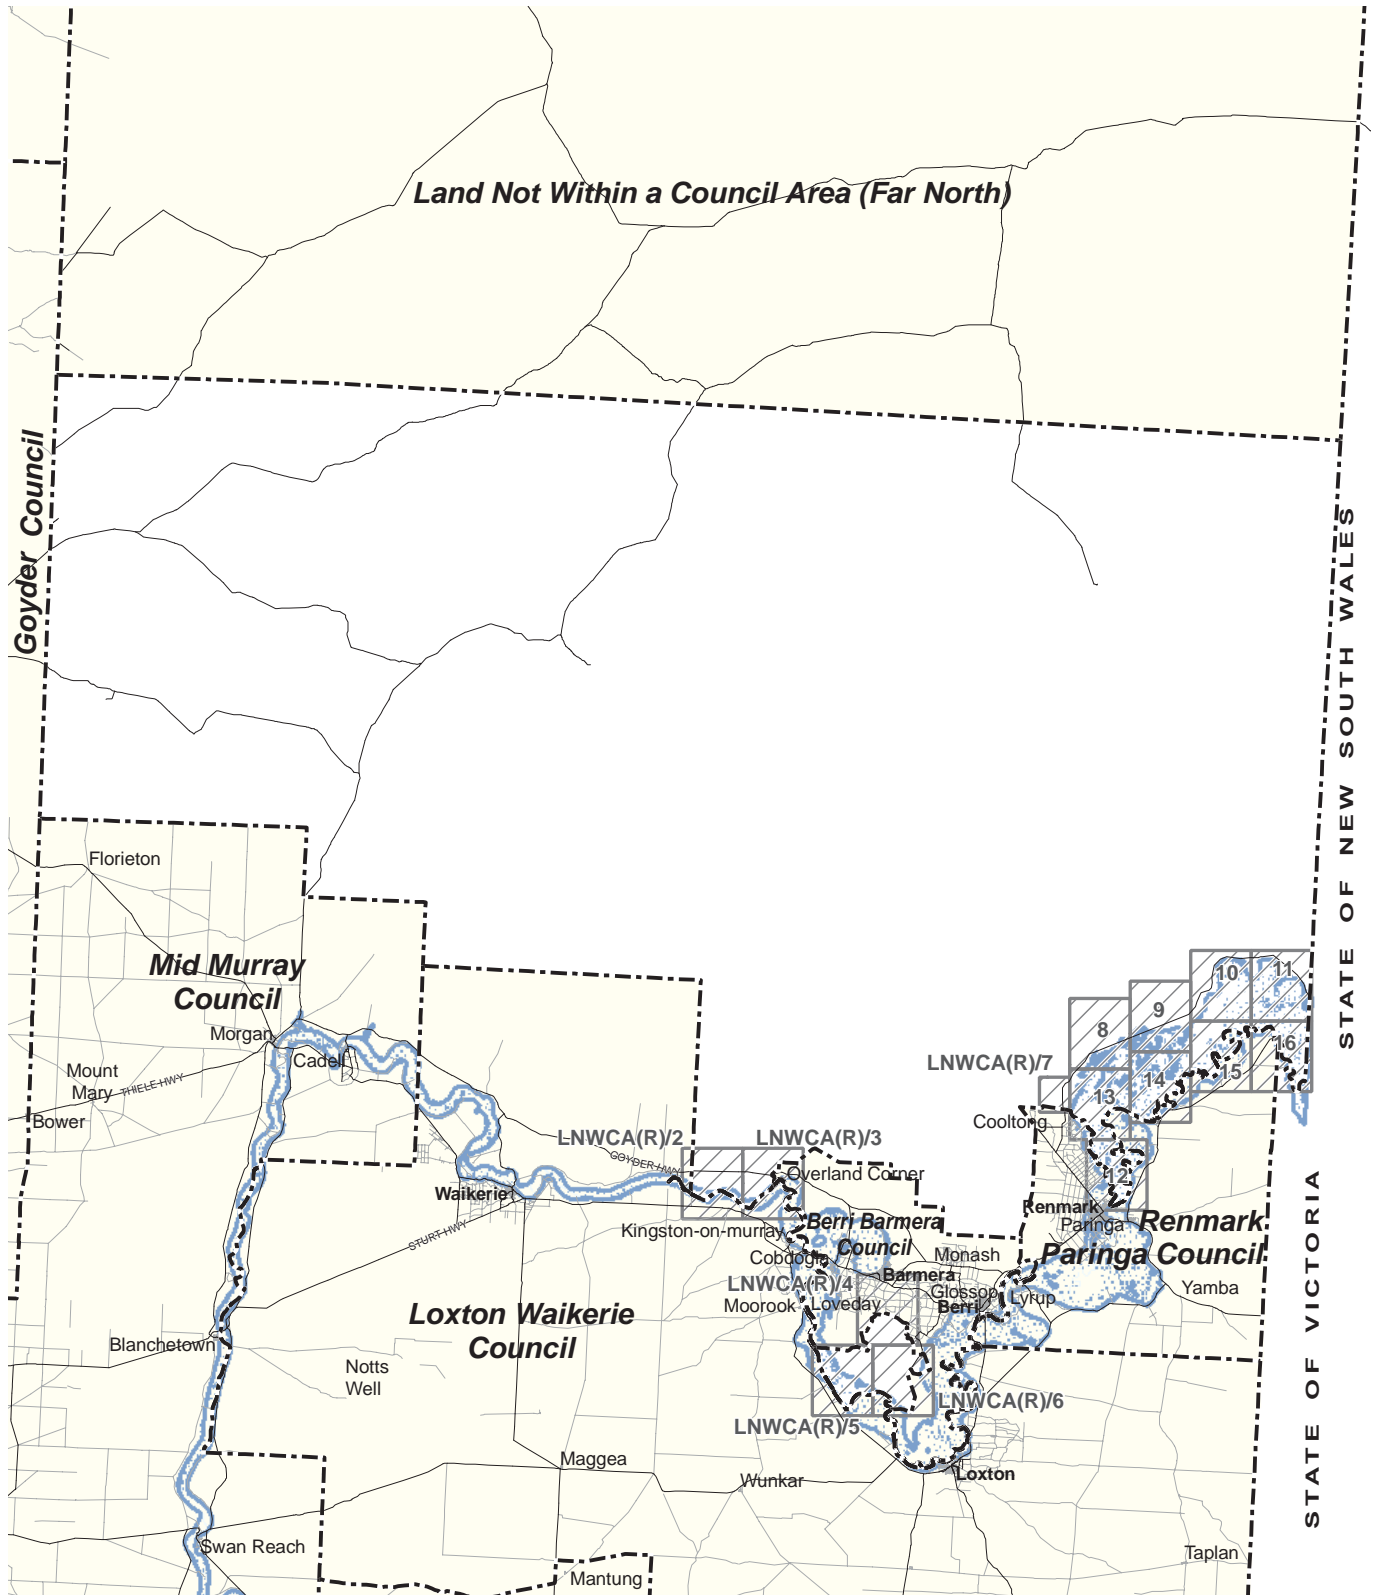 Land Not Within a Council Area (Far North)
Goyder Council
STATE OF NEW SOUTH WALES
Florieton
Mid Murray
Council
Morgan
Cadell
Mount
Mary
THIELE HWY
Bower
10
11
9
8
16
LNWCA(R)/7
15
14
13
Cooltong
12
LNWCA(R)/2
LNWCA(R)/3
GOYDER HWY
Overland Corner
Waikerie
Renmark
Paringa
Renmark
Paringa Council
Kingston-on-murray
Berri Barmera
Council
STURT HWY
Cobdogla
Monash
Barmera
LNWCA(R)/4
Glossop
Yamba
Moorook
Loveday
Berri
Lyrup
Loxton Waikerie
Council
STATE OF VICTORIA
Blanchetown
Notts
Well
LNWCA(R)/6
LNWCA(R)/5
Maggea
Wunkar
Loxton
Swan Reach
Taplan
Mantung